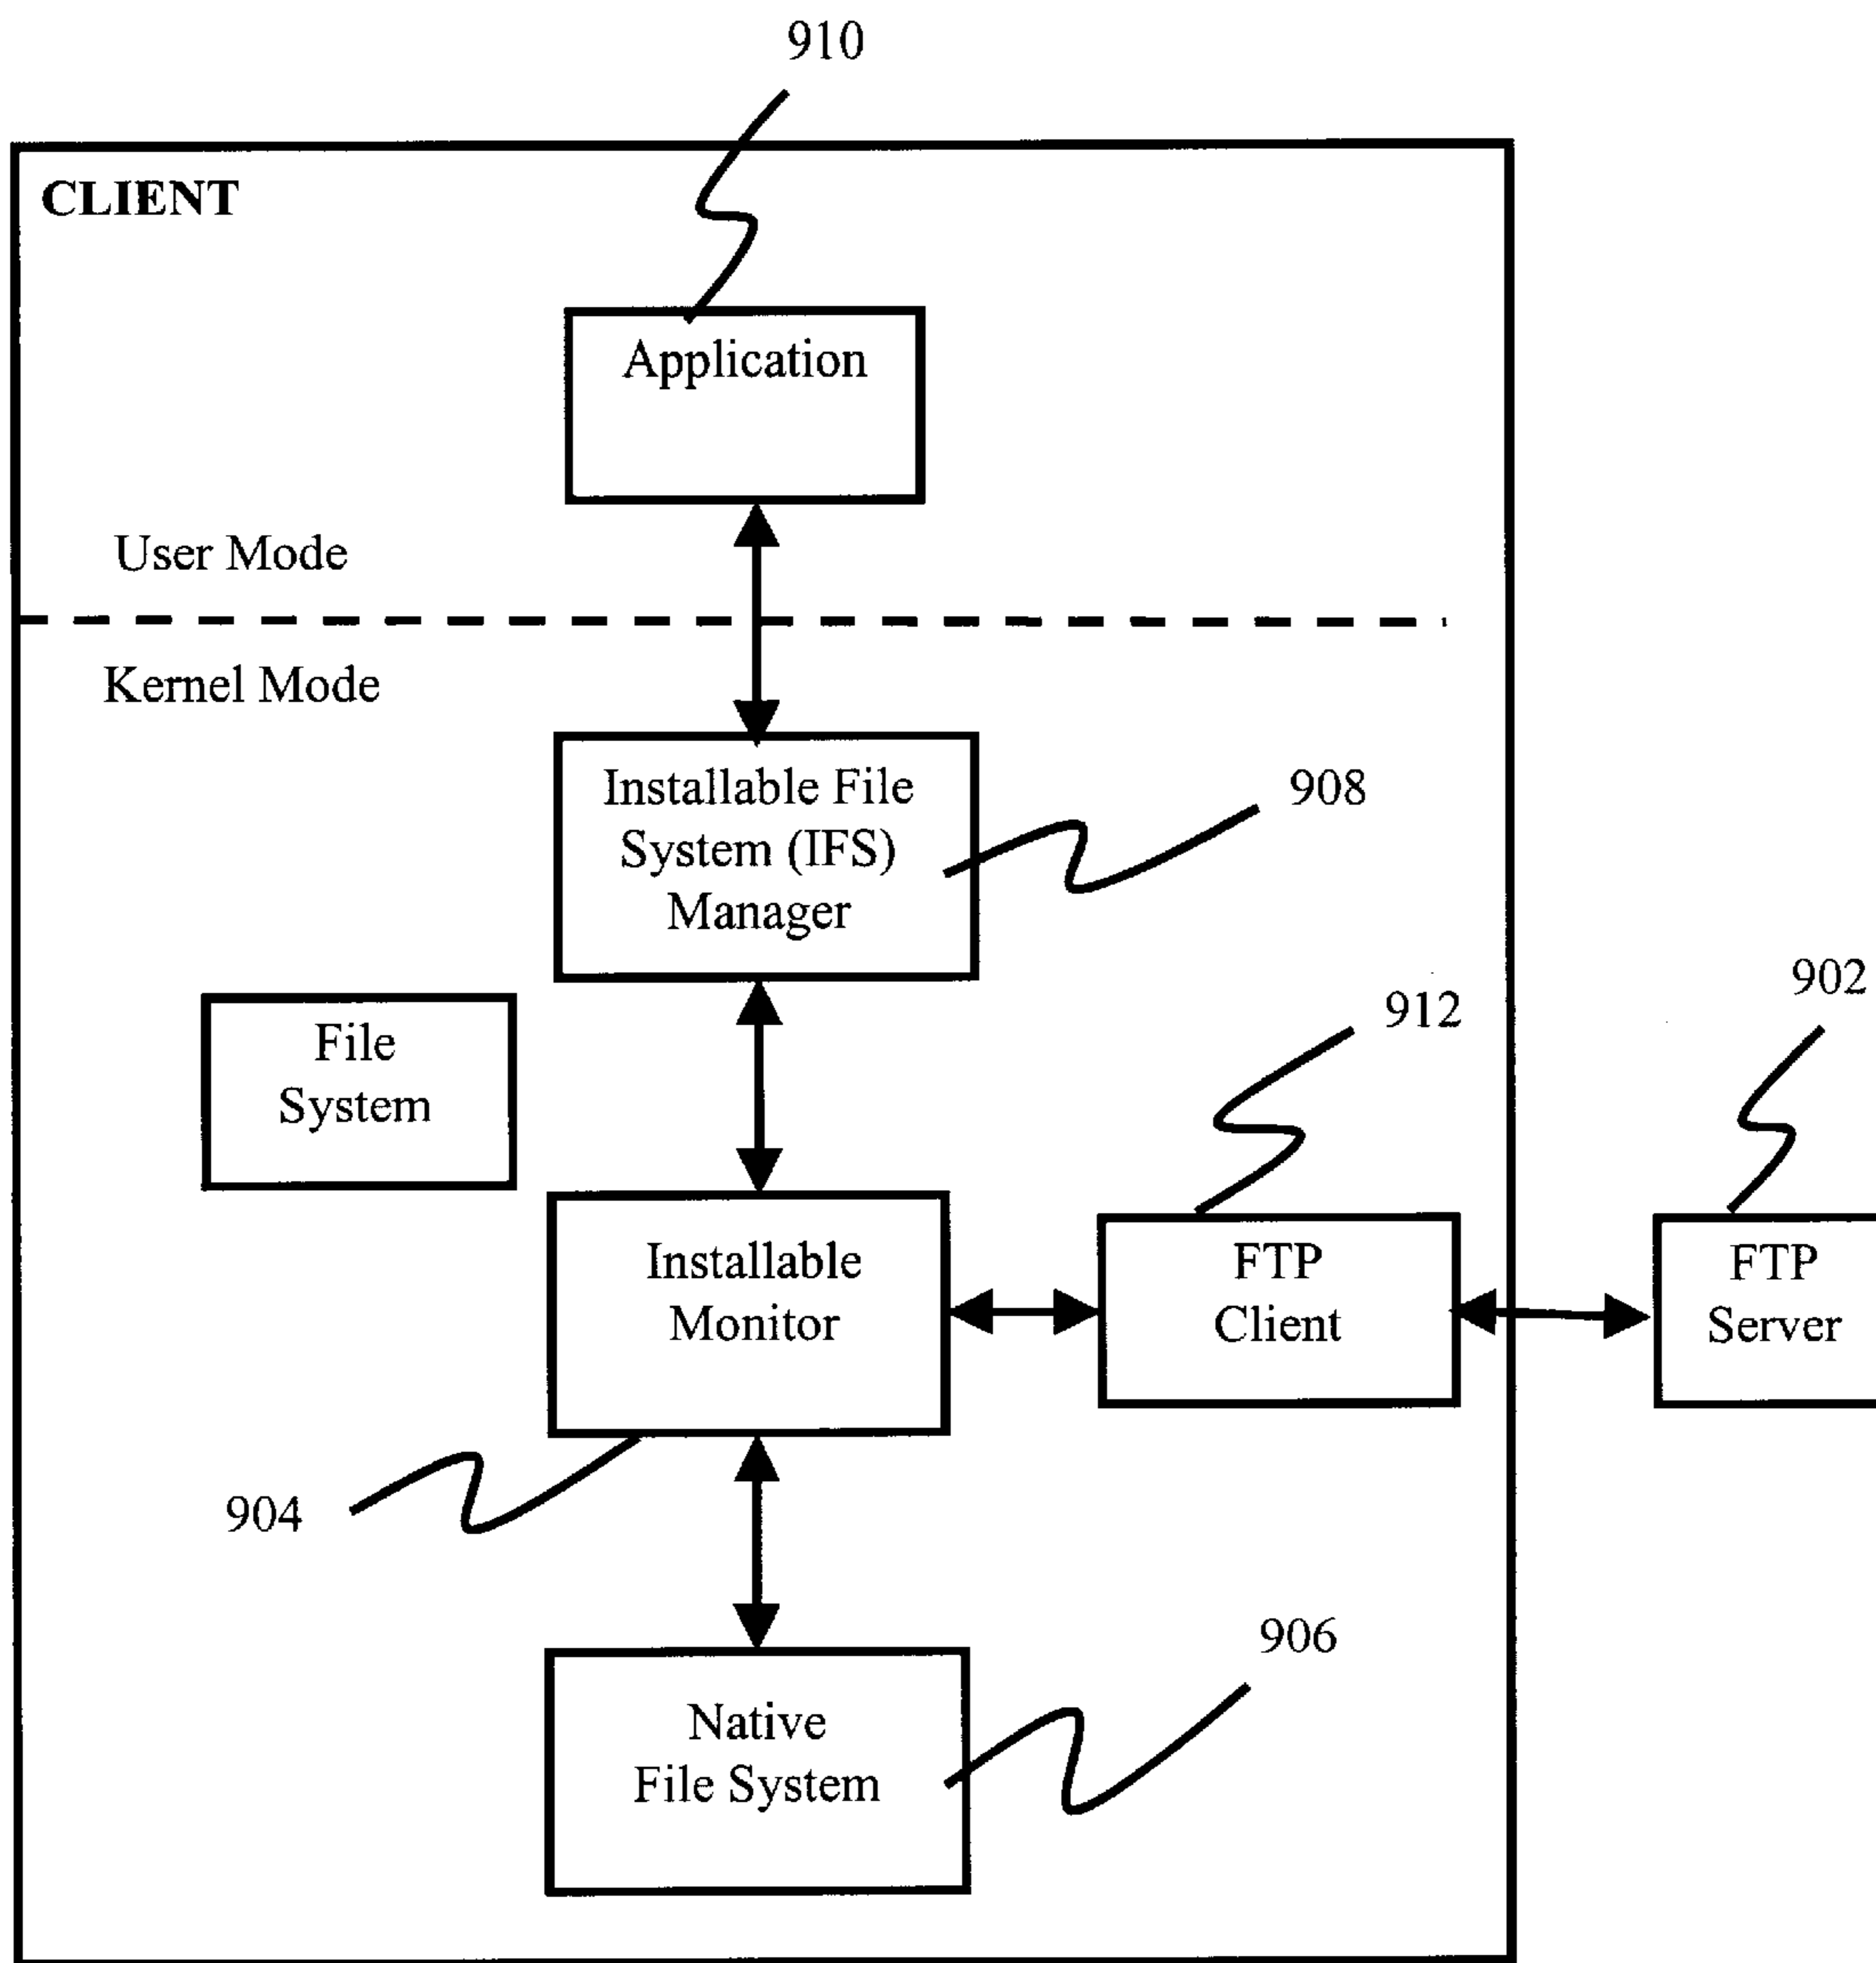 910
CLIENT
Application
User Mode
Kernel Mode
Installable File
System (IFS)
Manager
908
File
System
912
902
Installable
Monitor
FTP
Client
FTP
Server
904
906
Native
File System